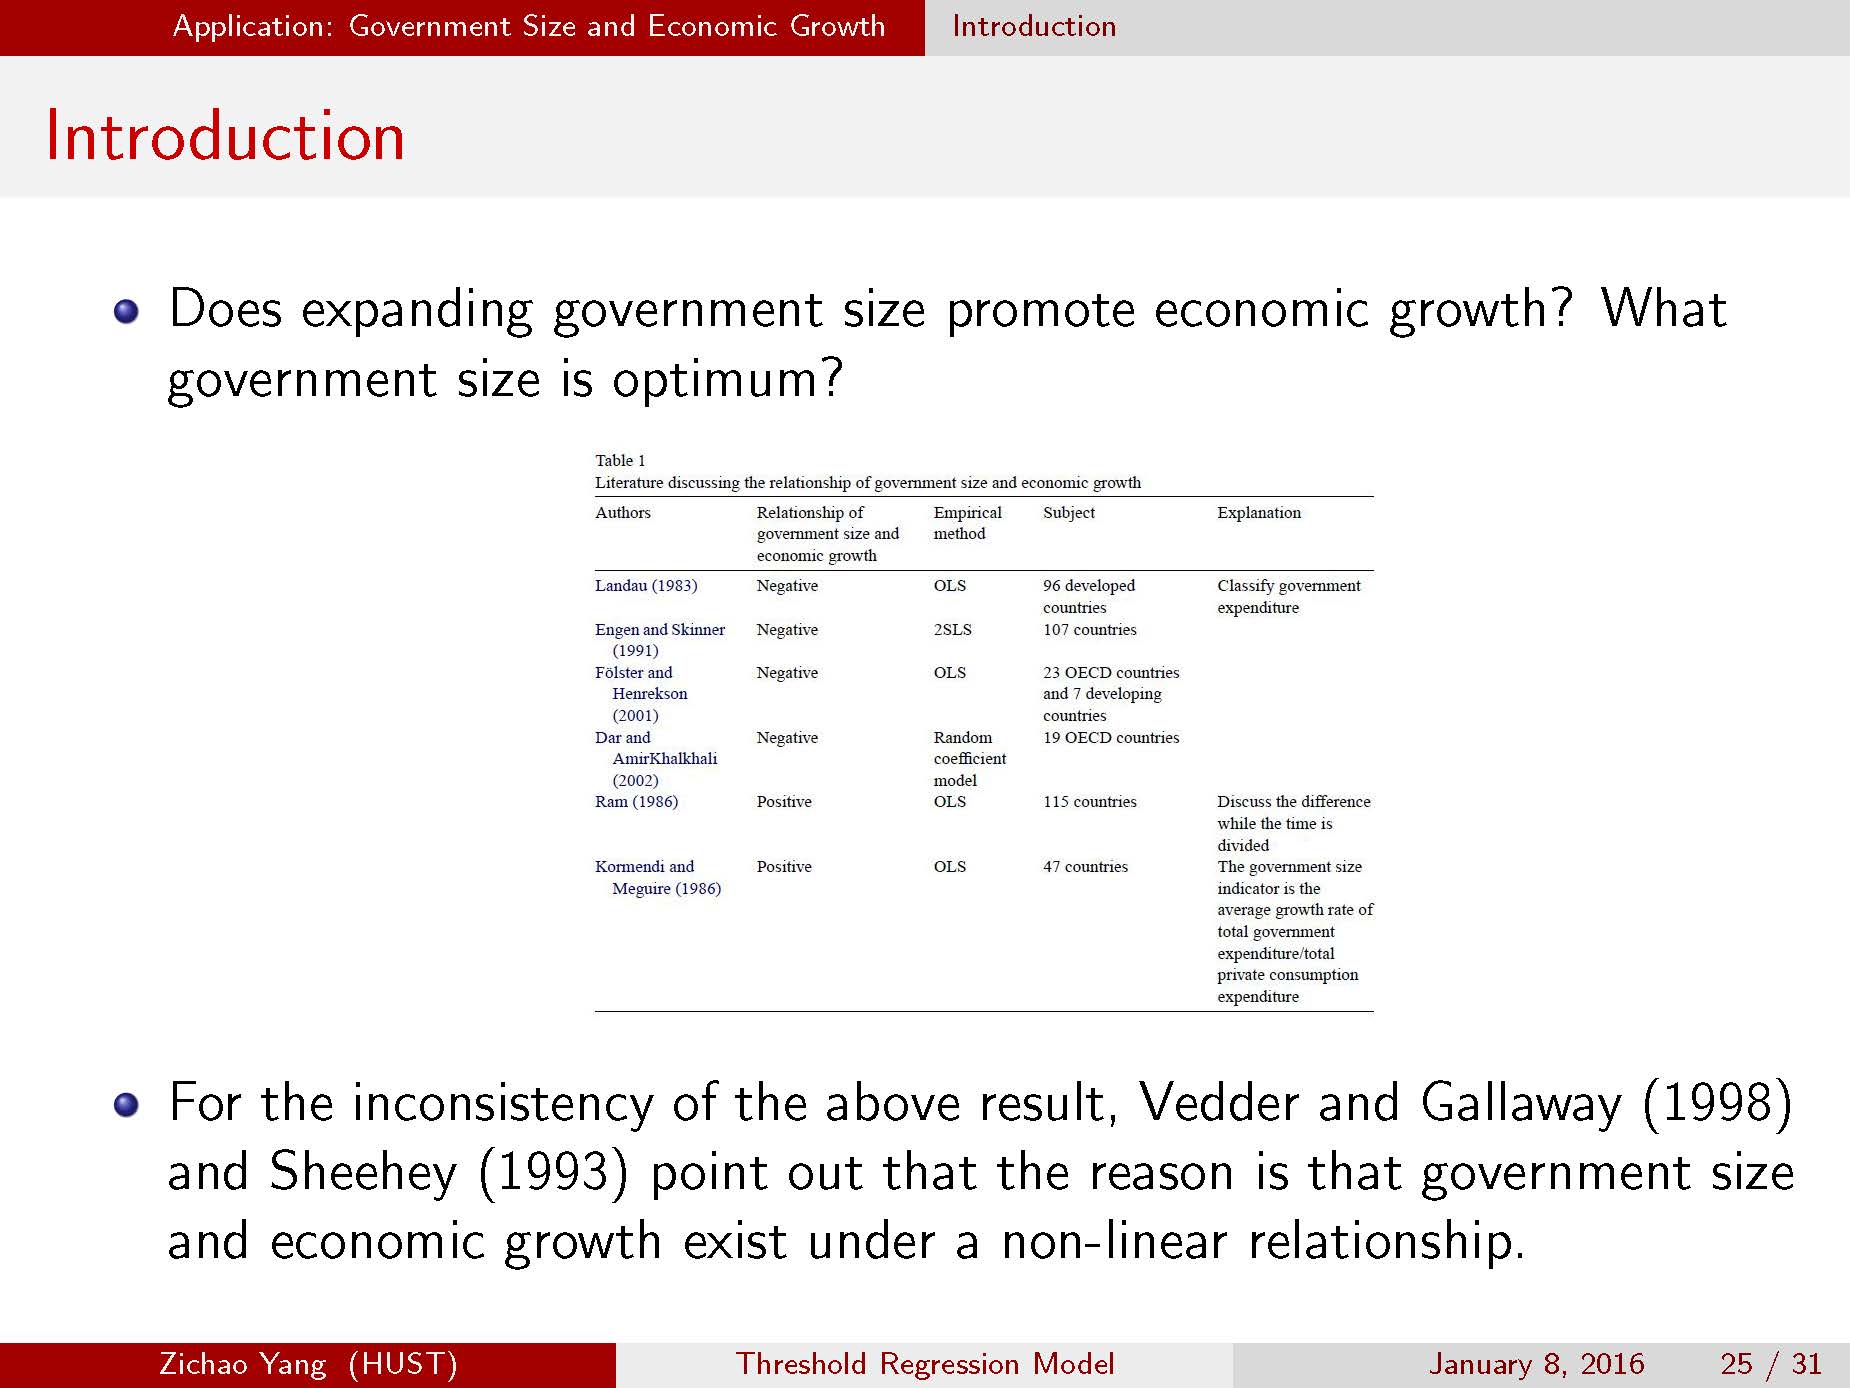 Application: Government Size and Economic Growth Introduction
Introduction
Does expanding government size promote economic growth? What
government size is optimum?
Table 1
Literature discussing the relationship of government size and economic growth
Authors Relationship of Empirical Subject Explanation
government size and method
economic growth
Landau (1983) Negative OLS 96 developed Classify government
countries expenditure
Engen and Skinner Negative 2SLS 107 countries
(1991)
Fölster and Negative OLS 23 OECD countries
Henrekson and 7 developing
(2001) countries
Dar and Negative Random 19 OECD countries
AmirKhalkhali coefficient
(2002) model
Ram (1986) Positive OLS 115 countries Discuss the difference
while the time is
divided
Kormendi and Positive OLS 47 countries The government size
Meguire (1986) indicator is the
average growth rate of
total government
expenditure/total
private consumption
expenditure
For the inconsistency of the above result, Vedder and Gallaway (1998)
and Sheehey (1993) point out that the reason is that government size
and economic growth exist under a non-linear relationship.
Zichao Yang (HUST) Threshold Regression Model January 8, 2016 25 / 31